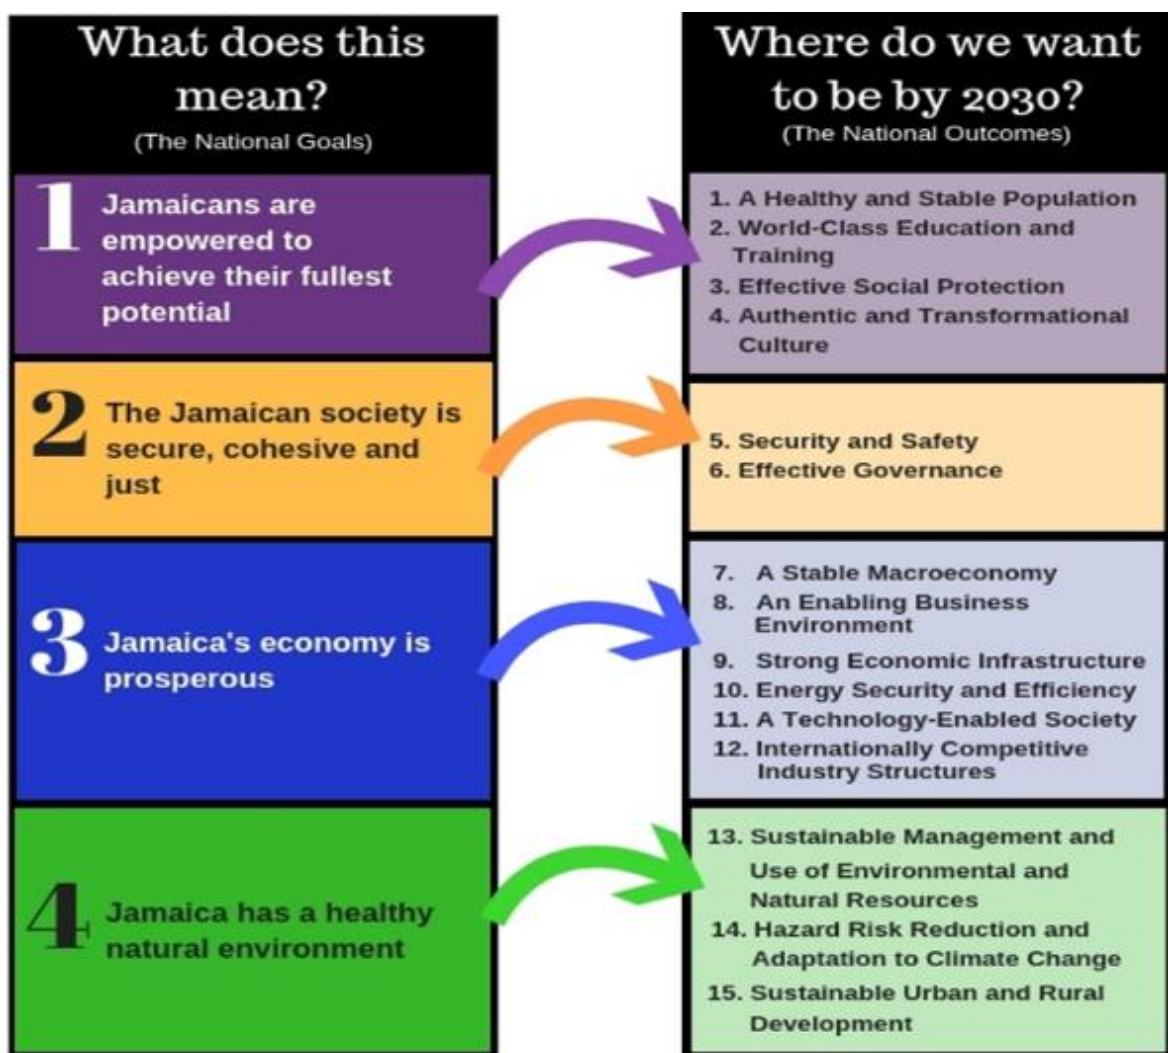 What does this
mean?
(The National Goals)
1
Jamaicans are
empowered to
achieve their fullest
potential
2
The Jamaican society is
secure, cohesive and
just
3
Jamaica's economy is
prosperous
4
Jamaica has a healthy
natural environment
Where do we want
to be by 2030?
(The National Outcomes)
1. A Healthy and Stable Population
2. World-Class Education and
Training
3. Effective Social Protection
4. Authentic and Transformational
Culture
5. Security and Safety
6. Effective Governance
7. A Stable Macroeconomy
8. An Enabling Business
Environment
9. Strong Economic Infrastructure
10. Energy Security and Efficiency
11. A Technology-Enabled Society
12. Internationally Competitive
Industry Structures
13. Sustainable Management and
Use of Environmental and
Natural Resources
14. Hazard Risk Reduction and
Adaptation to Climate Change
15. Sustainable Urban and Rural
Development